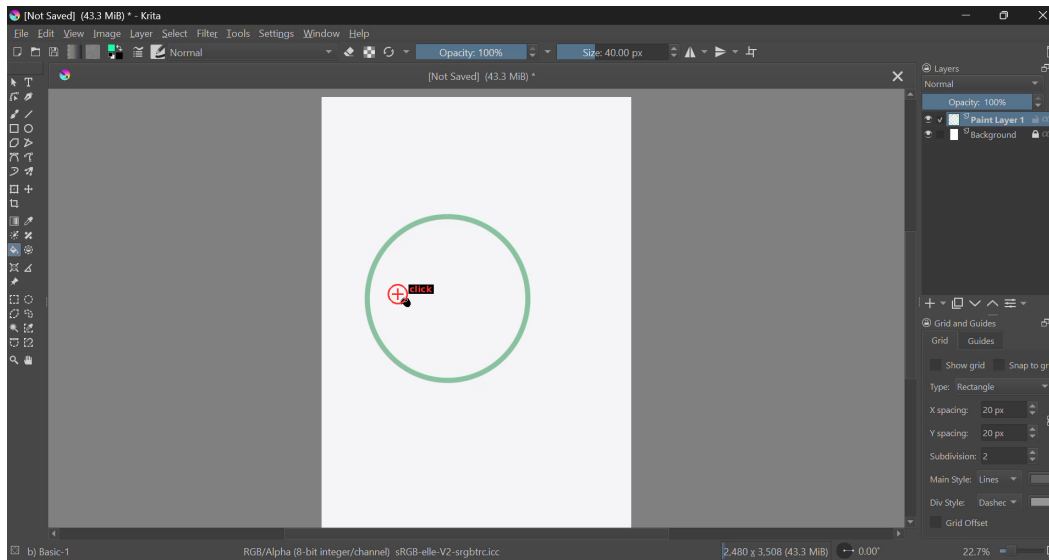 [Not Saved] (43.3 MiB) * - Krita
File Edit View Image Layer Select Filter Tools Settings Window Help
Normal Opacity: 100% Size: 40.00 px
[Not Saved] (43.3 MiB) *
Layers
Normal
Opacity: 100%
Paint Layer 1
Background
click
Grid and Guides
Grid Guides
Show grid Snap to gr
Type: Rectangle
X spacing: 20 px
Y spacing: 20 px
Subdivision: 2
Main Style: Lines
Div Style: Dashec
Grid Offset
b) Basic-1 RGB/Alpha (8-bit integer/channel) sRGB-elle-V2-srgbtrc.icc 2,480 x 3,508 (43.3 MiB) 0.00° 22.7%